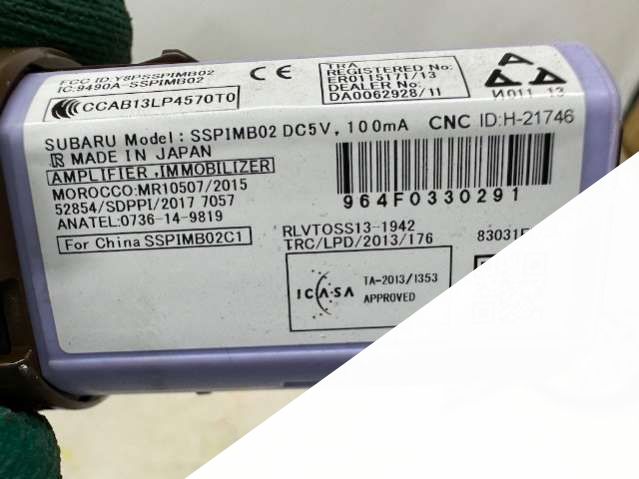 FCC ID:Y8PSSPIMB02
IC:9490A-SSPIMB02
CCAB13LP4570T0
CE
TRA
REGISTERED No:
ER0115171/13
DEALER No:
DA0062928/11
SUBARU Model: SSPIMB02 DC5V, 100mA
CNC ID:H-21746
R MADE IN JAPAN
AMPLIFIER ,IMMOBILIZER
MOROCCO:MR10507/2015
52854/SDPPI/2017 7057
ANATEL:0736-14-9819
For China SSPIMB02C1
964F0330291
RLVTOSS13-1942
TRC/LPD/2013/176
ICASA
TA-2013/1353
APPROVED